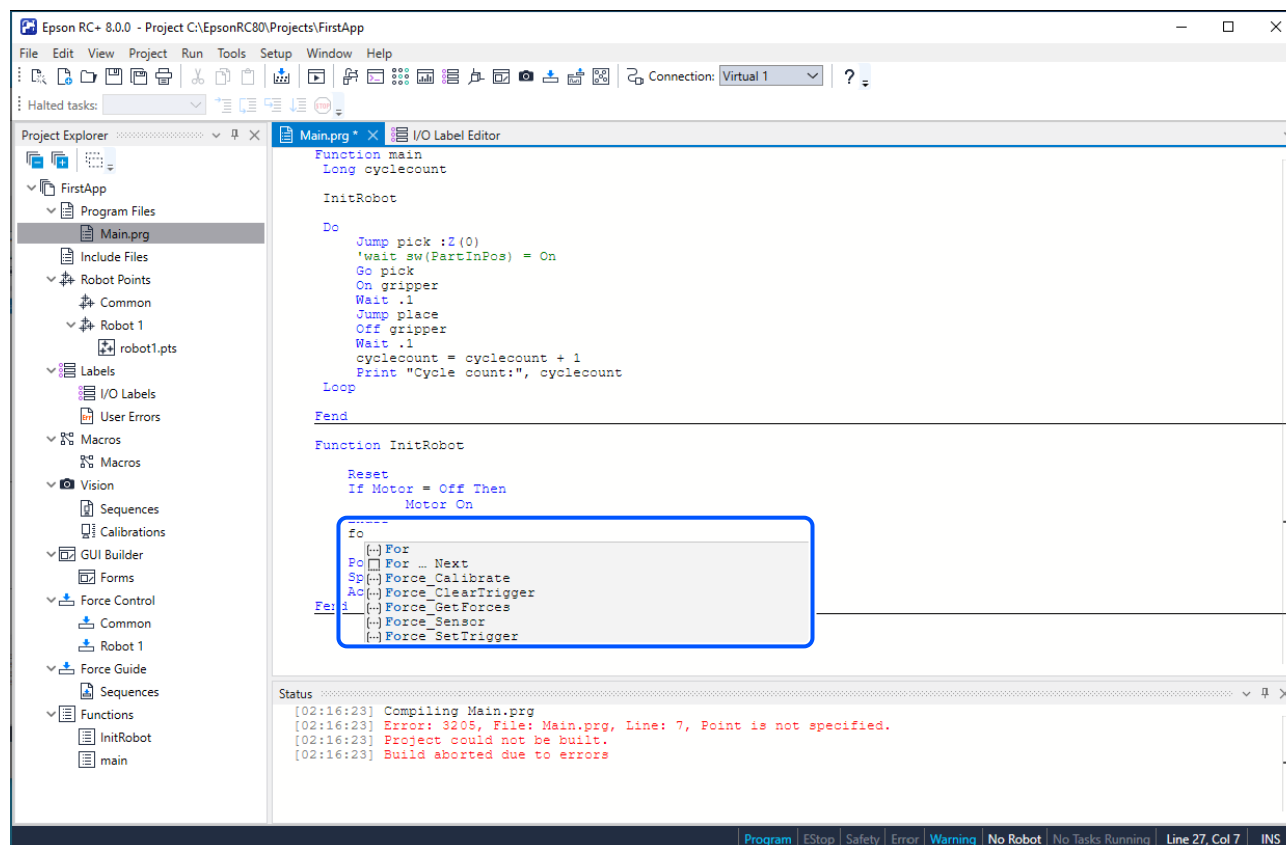 Epson RC+ 8.0.0 - Project C:\EpsonRC80\Projects\FirstApp
File Edit View Project Run Tools Setup Window Help
Connection: Virtual 1 ?
Halted tasks: STOP
Project Explorer
FirstApp
Program Files
Main.prg
Include Files
Robot Points
Common
Robot 1
robot1.pts
Labels
I/O Labels
User Errors
Macros
Macros
Vision
Sequences
Calibrations
GUI Builder
Forms
Force Control
Common
Robot 1
Force Guide
Sequences
Functions
InitRobot
main
Main.prg * I/O Label Editor
Function main
Long cyclecount
InitRobot
Do
Jump pick :Z(0)
'wait sw(PartInPos) = On
Go pick
On gripper
Wait .1
Jump place
Off gripper
Wait .1
cyclecount = cyclecount + 1
Print "Cycle count:", cyclecount
Loop
Fend
Function InitRobot
Reset
If Motor = Off Then
Motor On
fo
For
Po For … Next
Sp Force_Calibrate
Ac Force_ClearTrigger
Fend Force_GetForces
Force_Sensor
Force_SetTrigger
Status
[02:16:23] Compiling Main.prg
[02:16:23] Error: 3205, File: Main.prg, Line: 7, Point is not specified.
[02:16:23] Project could not be built.
[02:16:23] Build aborted due to errors
Program EStop Safety Error Warning No Robot No Tasks Running Line 27, Col 7 INS